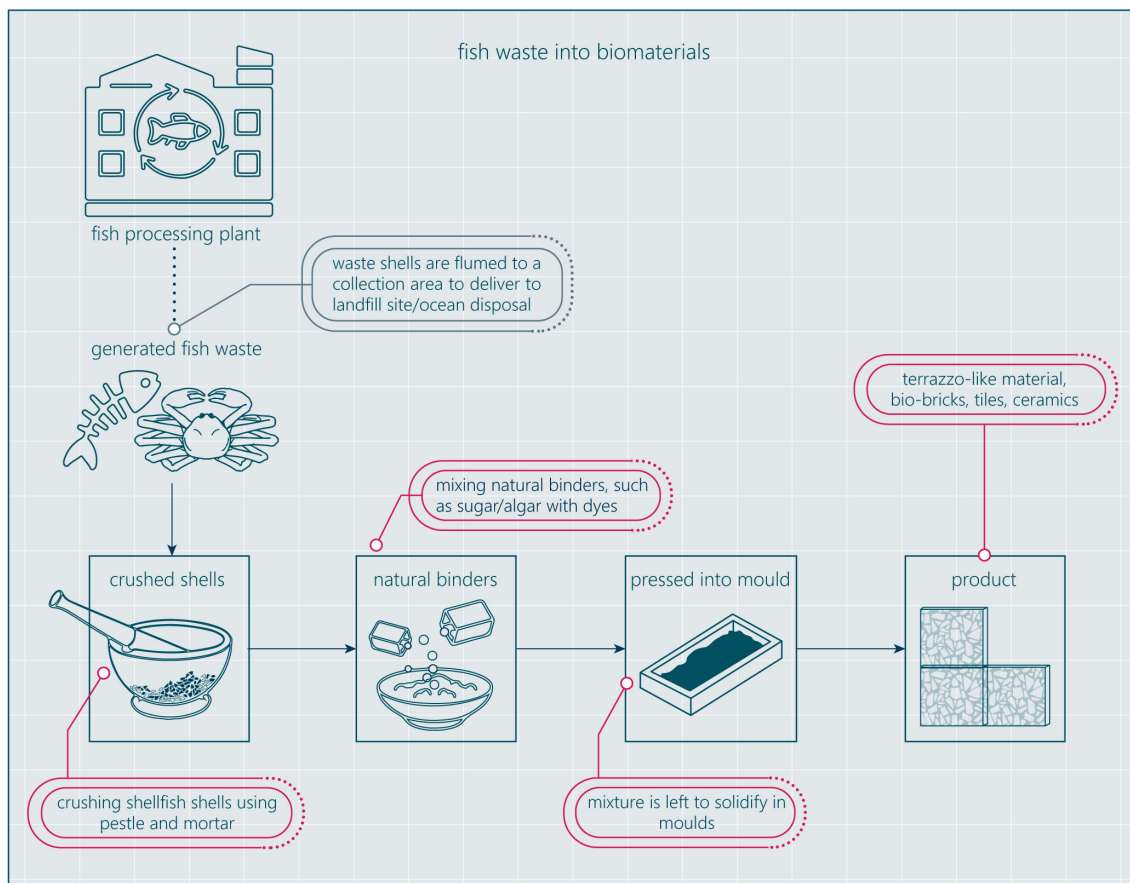 fish waste into biomaterials
fish processing plant
waste shells are flumed to a
collection area to deliver to
landfill site/ocean disposal
generated fish waste
terrazzo-like material,
bio-bricks, tiles, ceramics
mixing natural binders, such
as sugar/algar with dyes
crushed shells
natural binders
pressed into mould
product
crushing shellfish shells using
pestle and mortar
mixture is left to solidify in
moulds